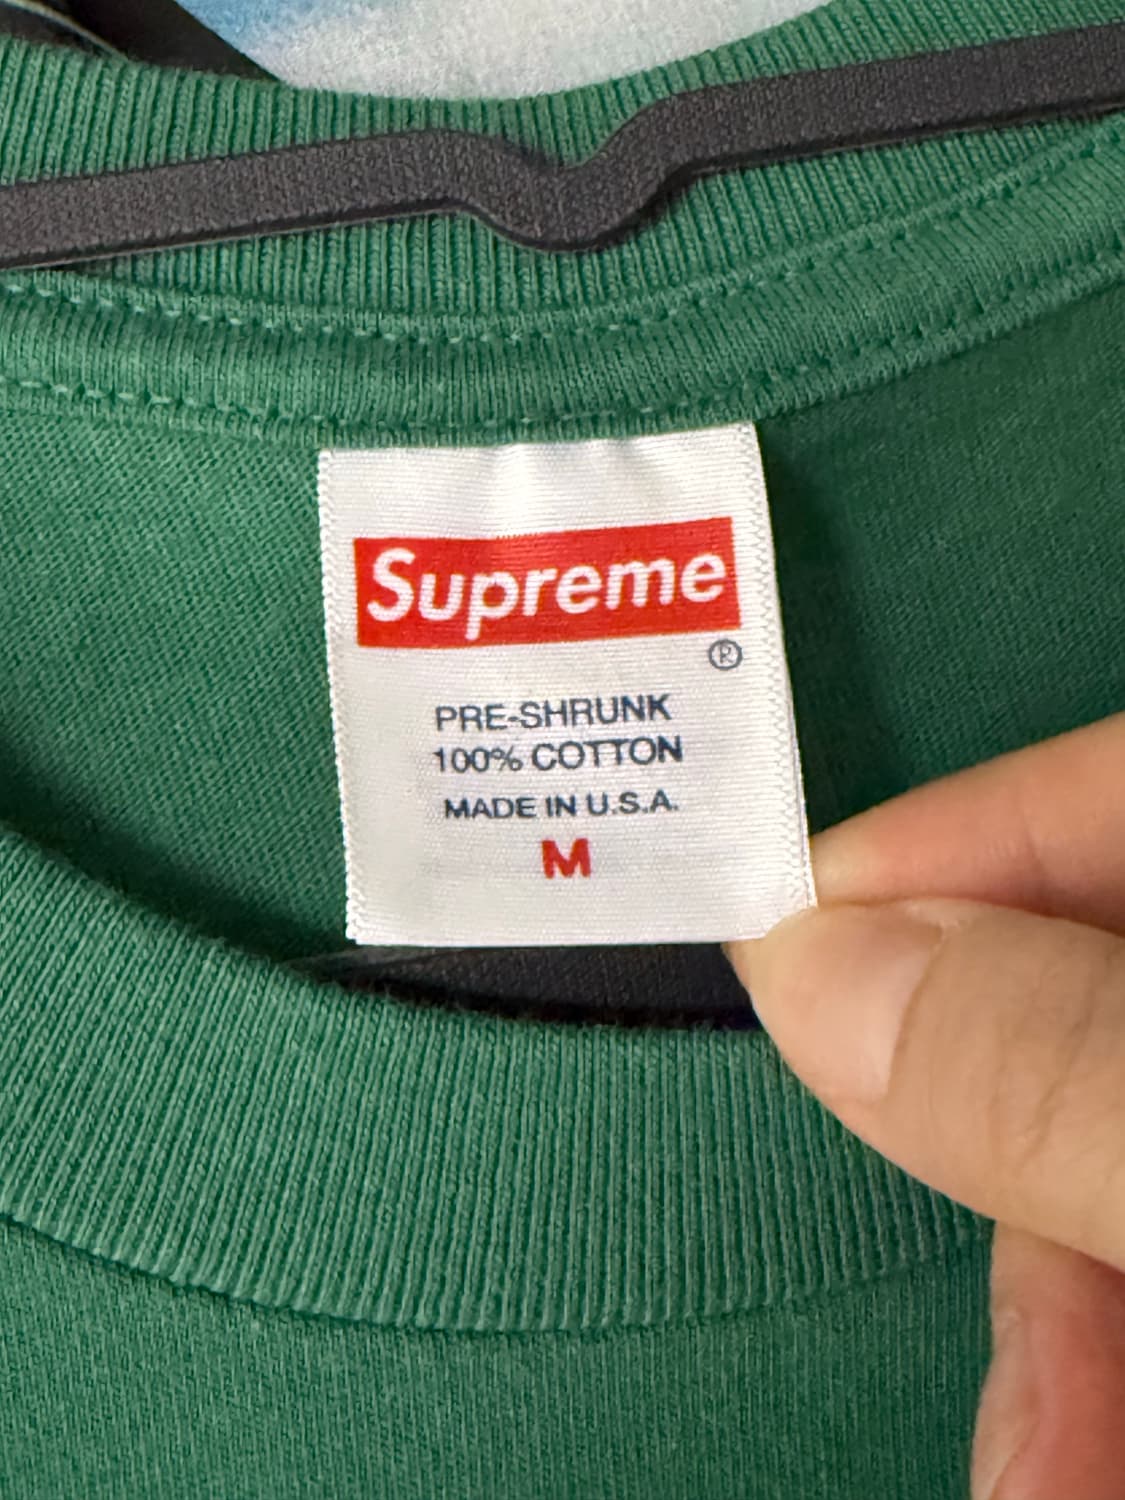 Supreme
®
PRE-SHRUNK
100% COTTON
MADE IN U.S.A.
M